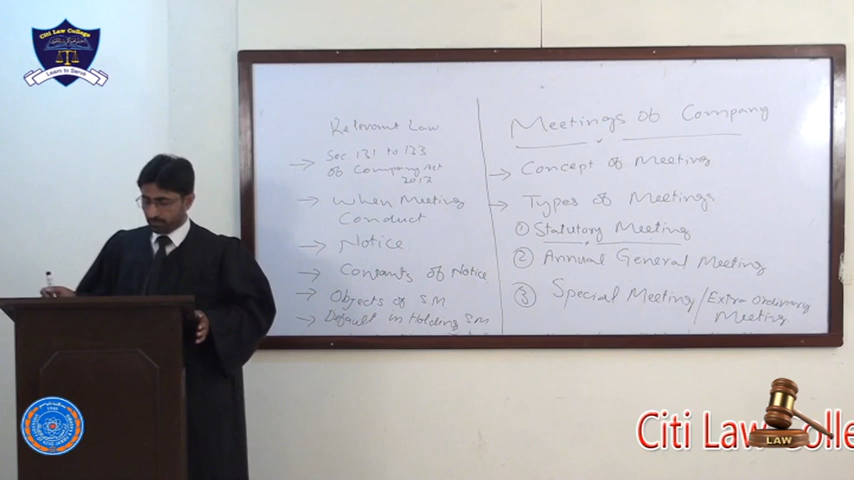 Citi Law College
Learn to Serve
Relevant Law
Sec 131 to 133
of Company Act
2017
When Meeting
Conduct
Notice
Contants of Notice
Objects of SM
Default in Holding SM
Meetings of Company
Concept of Meeting
Types of Meetings
① Statutory Meeting
② Annual General Meeting
③ Special Meeting / Extra Ordinary
Meeting
LAW
Citi Law Colle